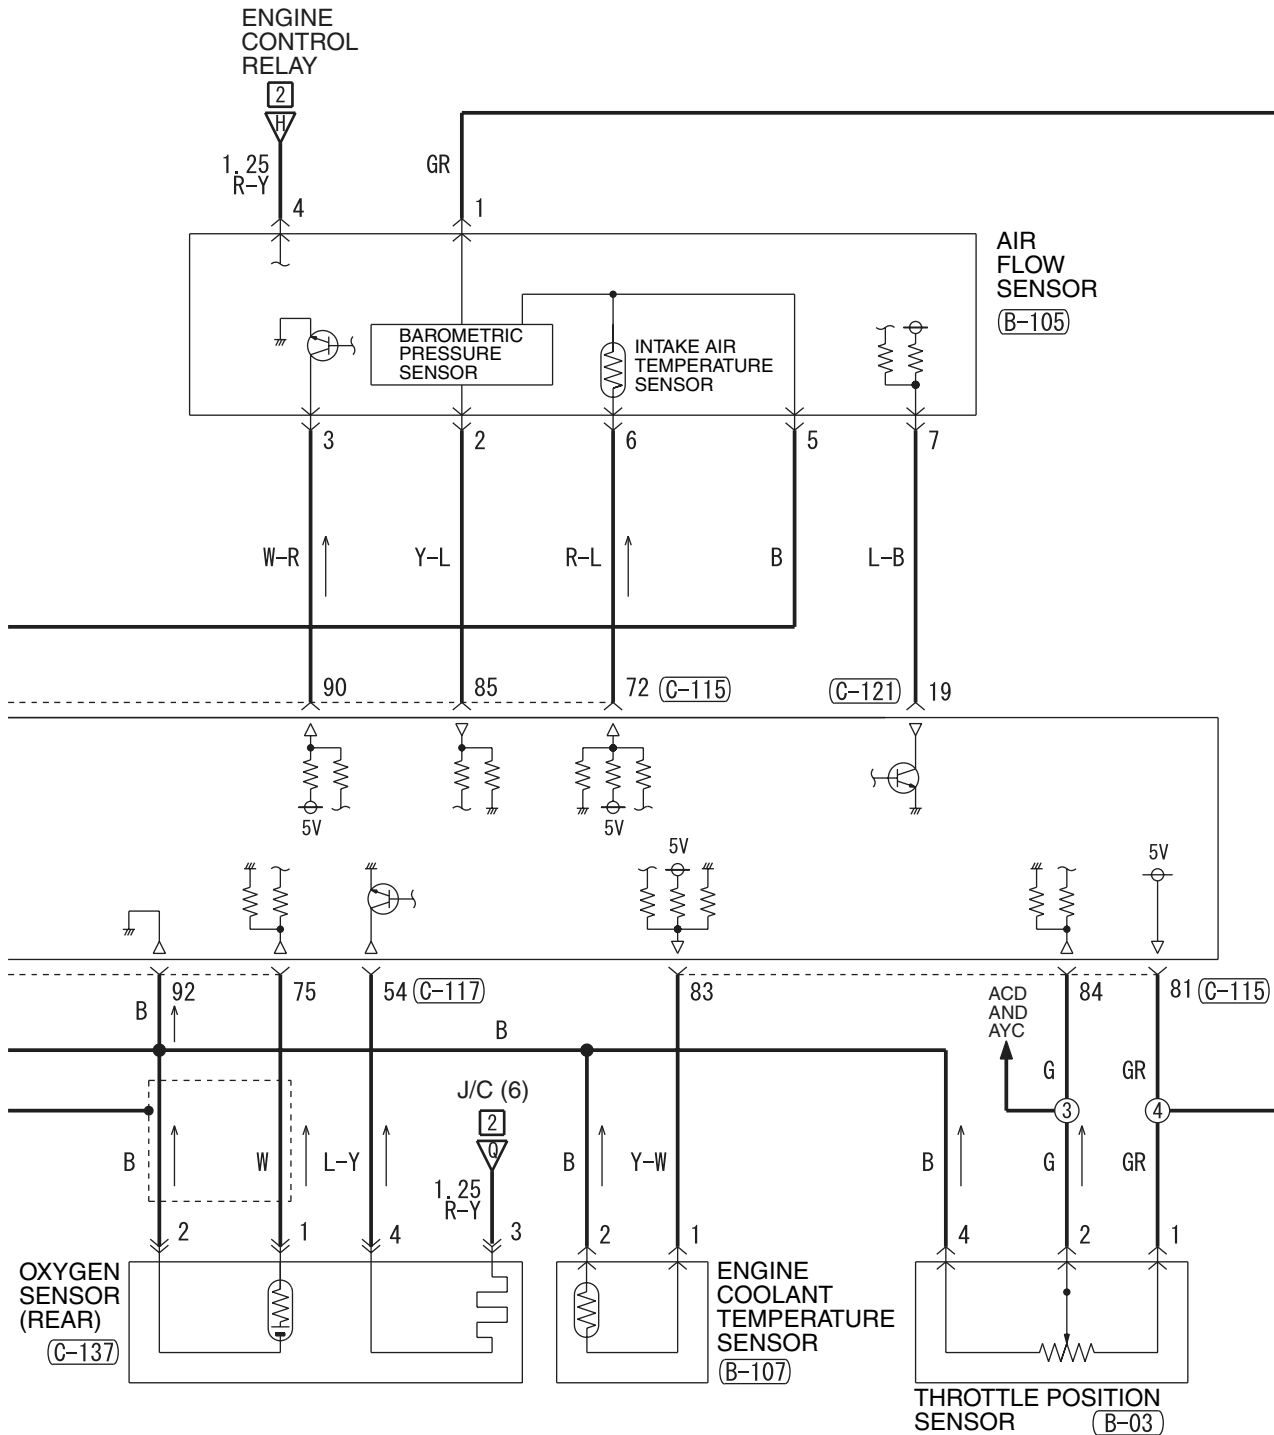 ENGINE
CONTROL
RELAY
2
H
1.25
R-Y
GR
4
1
AIR
FLOW
SENSOR
B-105
BAROMETRIC
PRESSURE
SENSOR
INTAKE AIR
TEMPERATURE
SENSOR
3
2
6
5
7
W-R
Y-L
R-L
B
L-B
90
85
72
C-115
C-121
19
5V
5V
5V
5V
92
75
54
C-117
83
84
81
C-115
B
B
ACD
AND
AYC
G
GR
J/C (6)
2
Q
3
4
B
W
L-Y
1.25
R-Y
B
Y-W
B
G
GR
2
1
4
3
2
1
4
2
1
OXYGEN
SENSOR
(REAR)
C-137
ENGINE
COOLANT
TEMPERATURE
SENSOR
B-107
THROTTLE POSITION
SENSOR
B-03